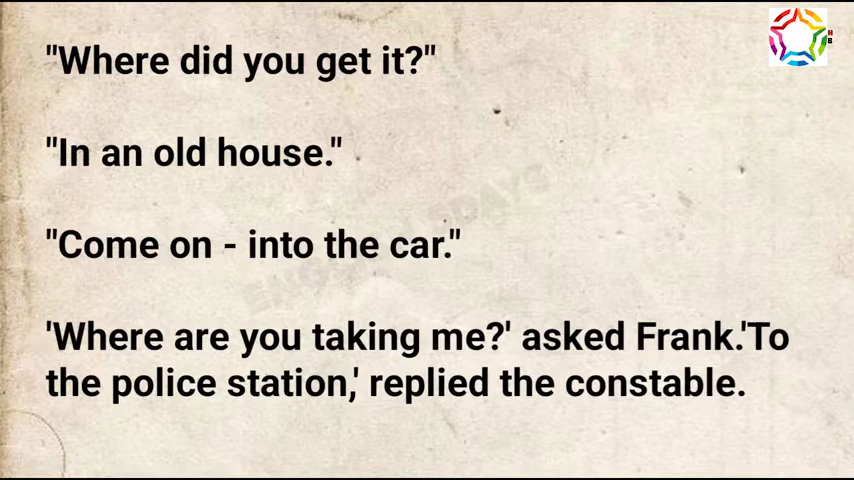 "Where did you get it?"
"In an old house."
"Come on - into the car."
'Where are you taking me?' asked Frank.'To
the police station,' replied the constable.
H
B